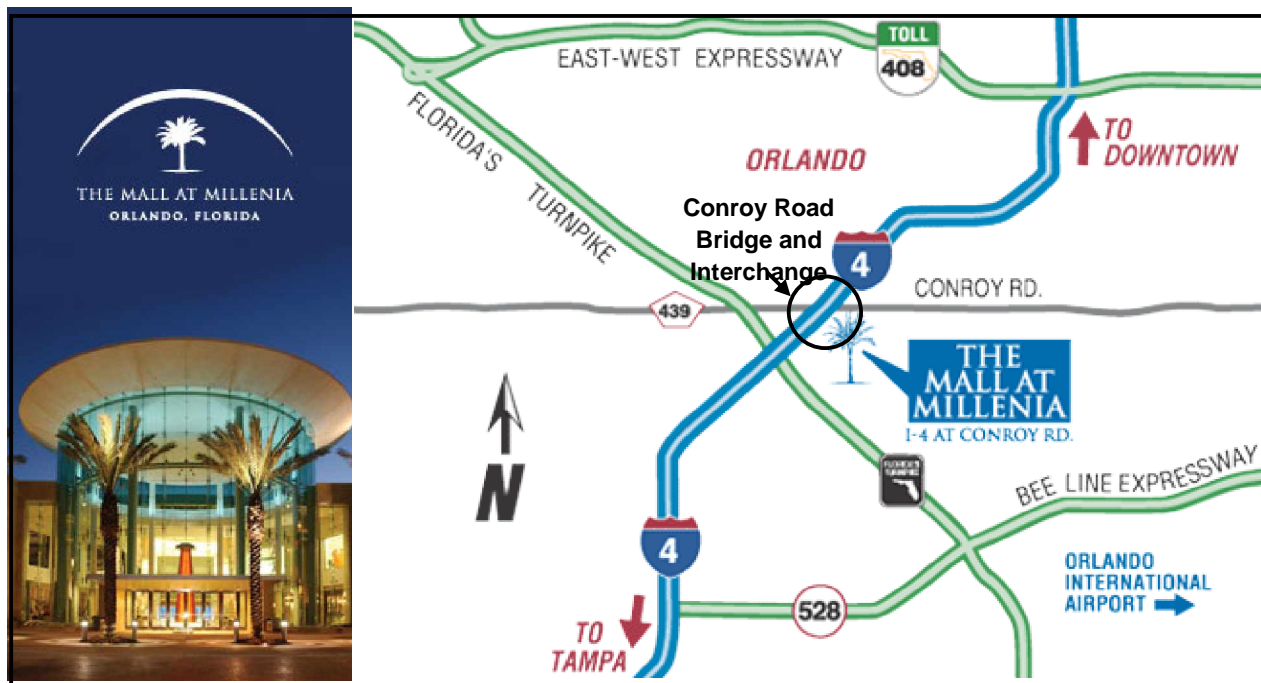 THE MALL AT MILLENIA
ORLANDO, FLORIDA
EAST-WEST EXPRESSWAY
TOLL
408
FLORIDA'S
TURNPIKE
ORLANDO
TO
DOWNTOWN
Conroy Road
Bridge and
Interchange
4
CONROY RD.
439
THE
MALL AT
MILLENIA
I-4 AT CONROY RD.
N
BEE LINE EXPRESSWAY
4
528
ORLANDO
INTERNATIONAL
AIRPORT
TO
TAMPA